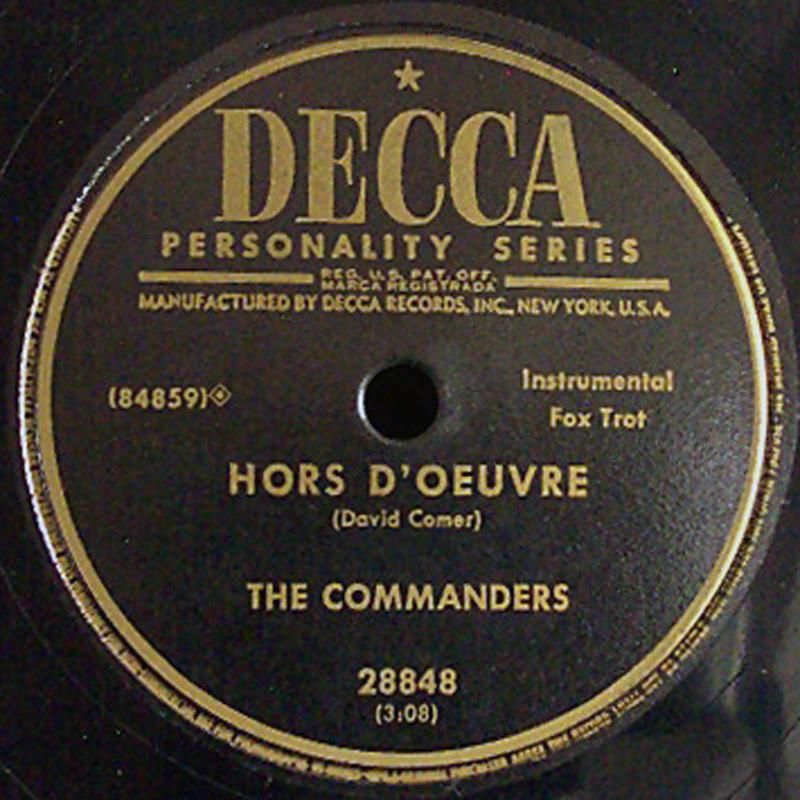 DECCA
PERSONALITY SERIES
REG. U.S. PAT. OFF.
MARCA REGISTRADA
MANUFACTURED BY DECCA RECORDS, INC., NEW YORK, U.S.A.
(84859)
Instrumental
Fox Trot
HORS D'OEUVRE
(David Comer)
THE COMMANDERS
28848
(3:08)